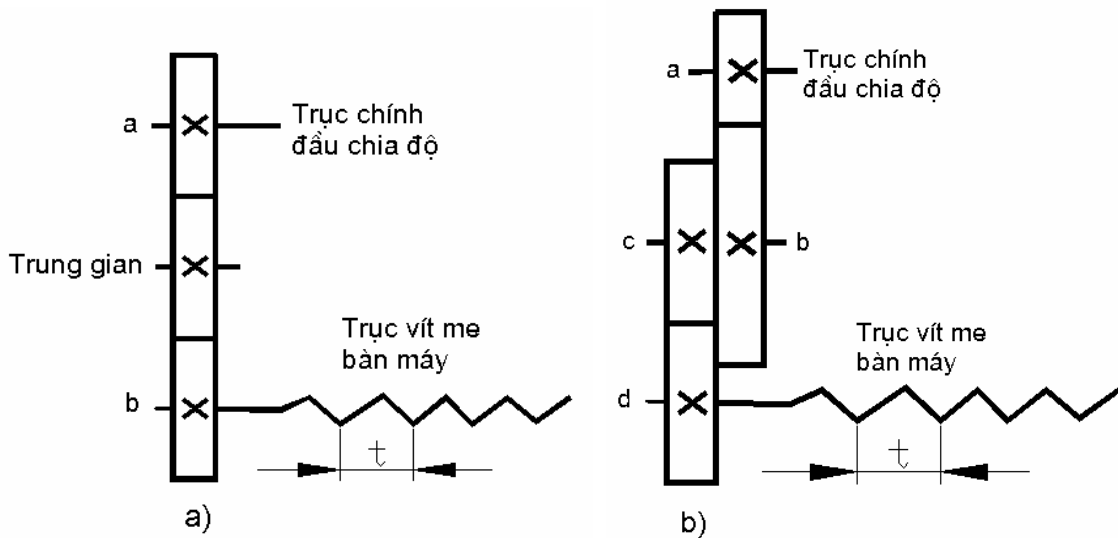 a
Trục chính
đầu chia độ
Trung gian
Trục vít me
bàn máy
b
t
a)
a
Trục chính
đầu chia độ
c
b
Trục vít me
bàn máy
d
t
b)